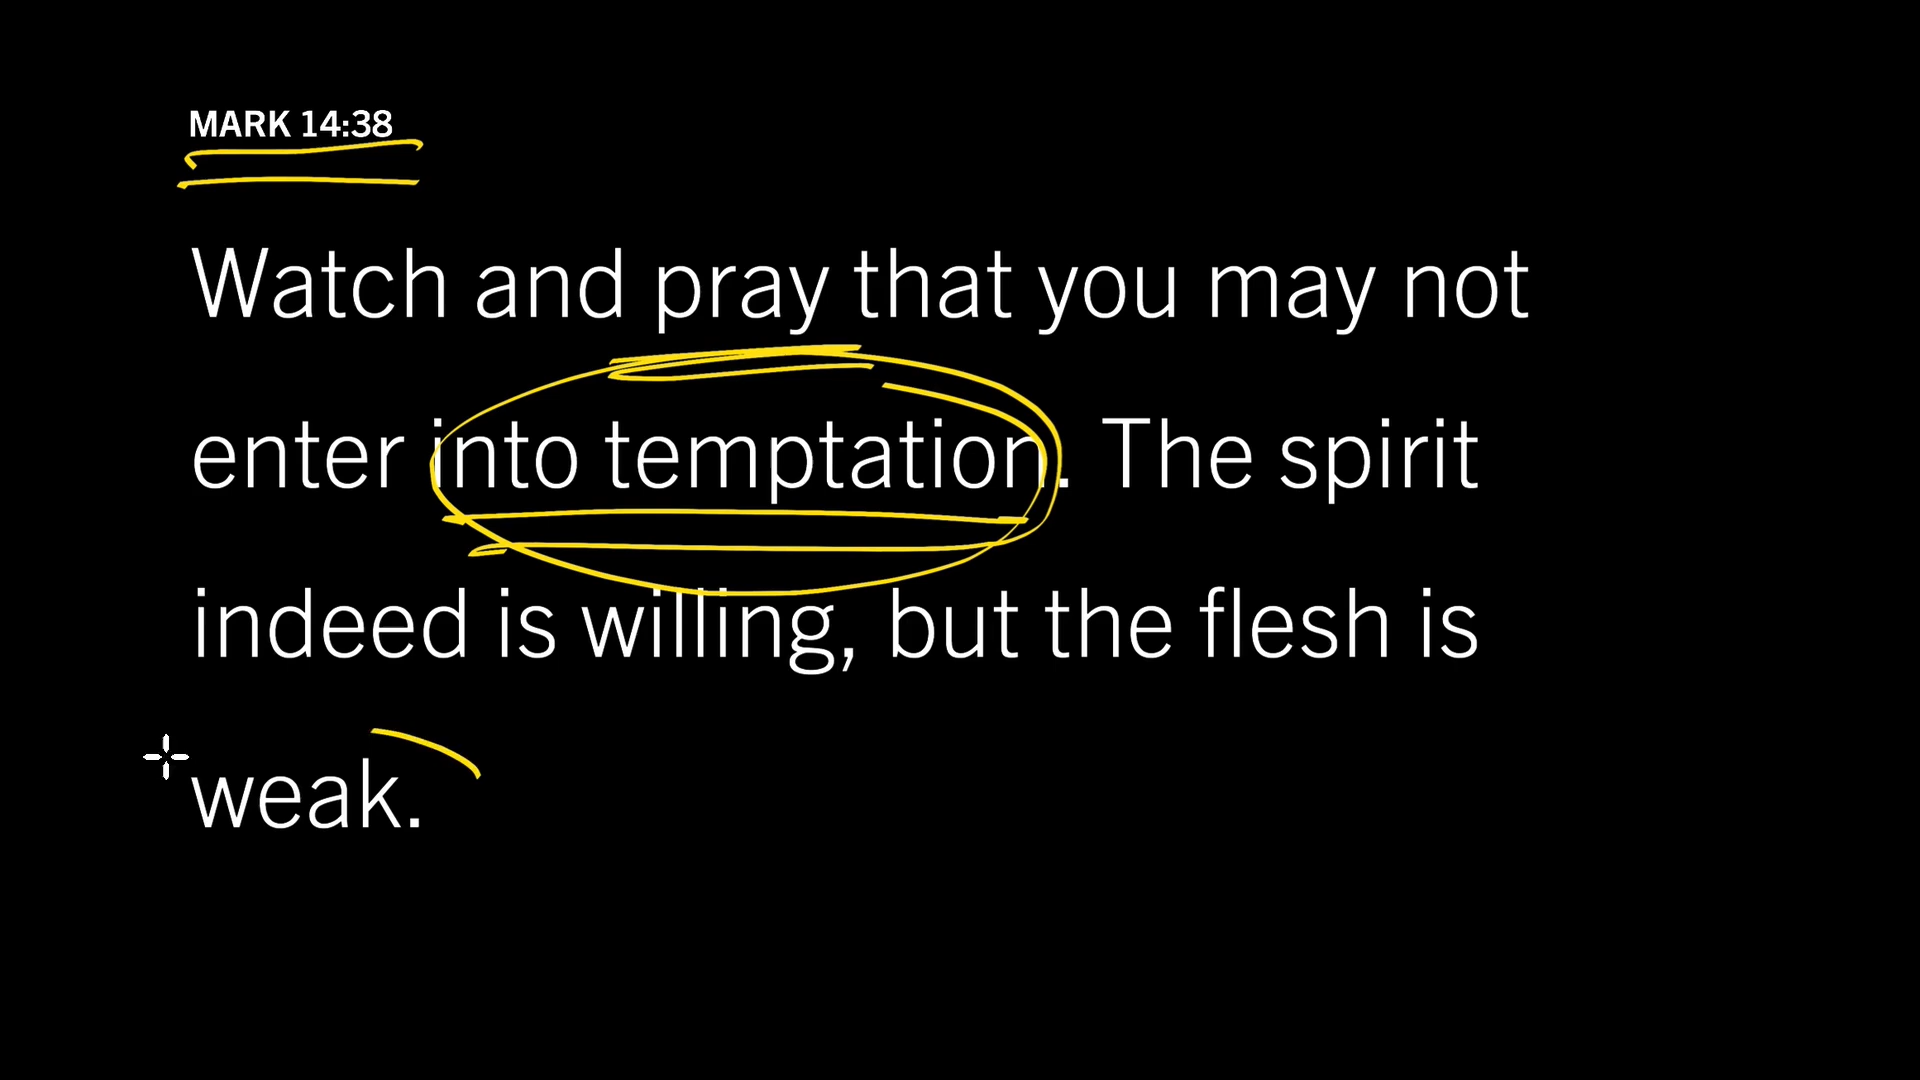 MARK 14:38
Watch and pray that you may not
enter into temptation. The spirit
indeed is willing, but the flesh is
weak.